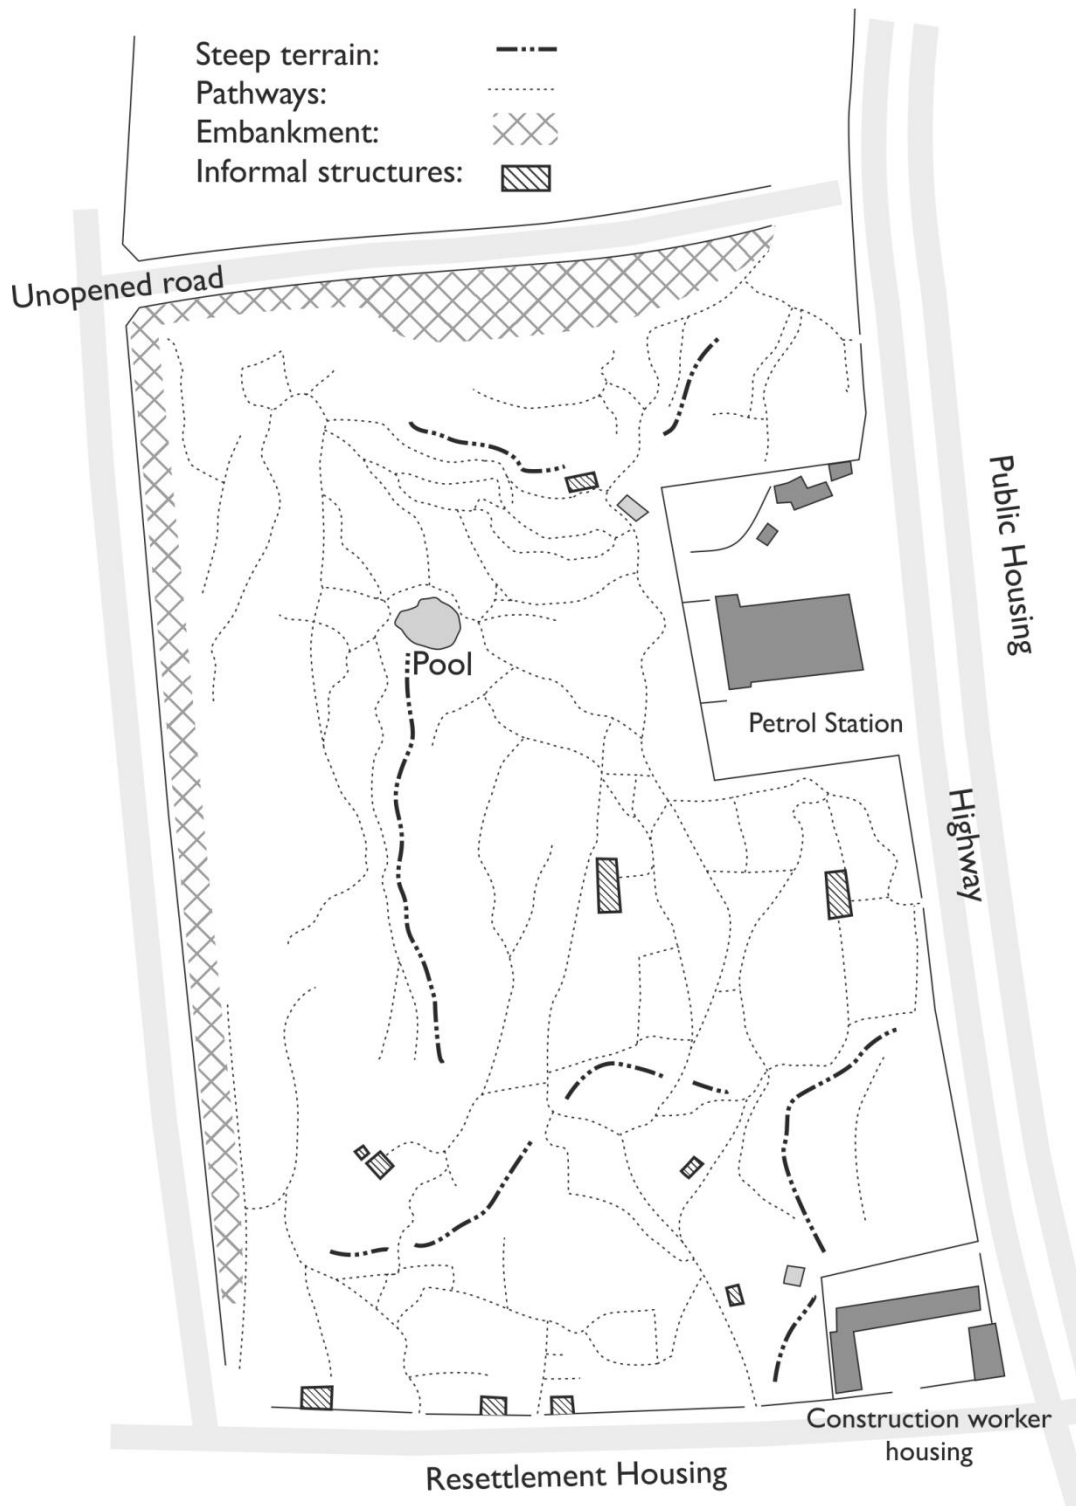 Steep terrain:
Pathways:
Embankment:
Informal structures:
Unopened road
Public Housing
Pool
Petrol Station
Highway
Construction worker
housing
Resettlement Housing